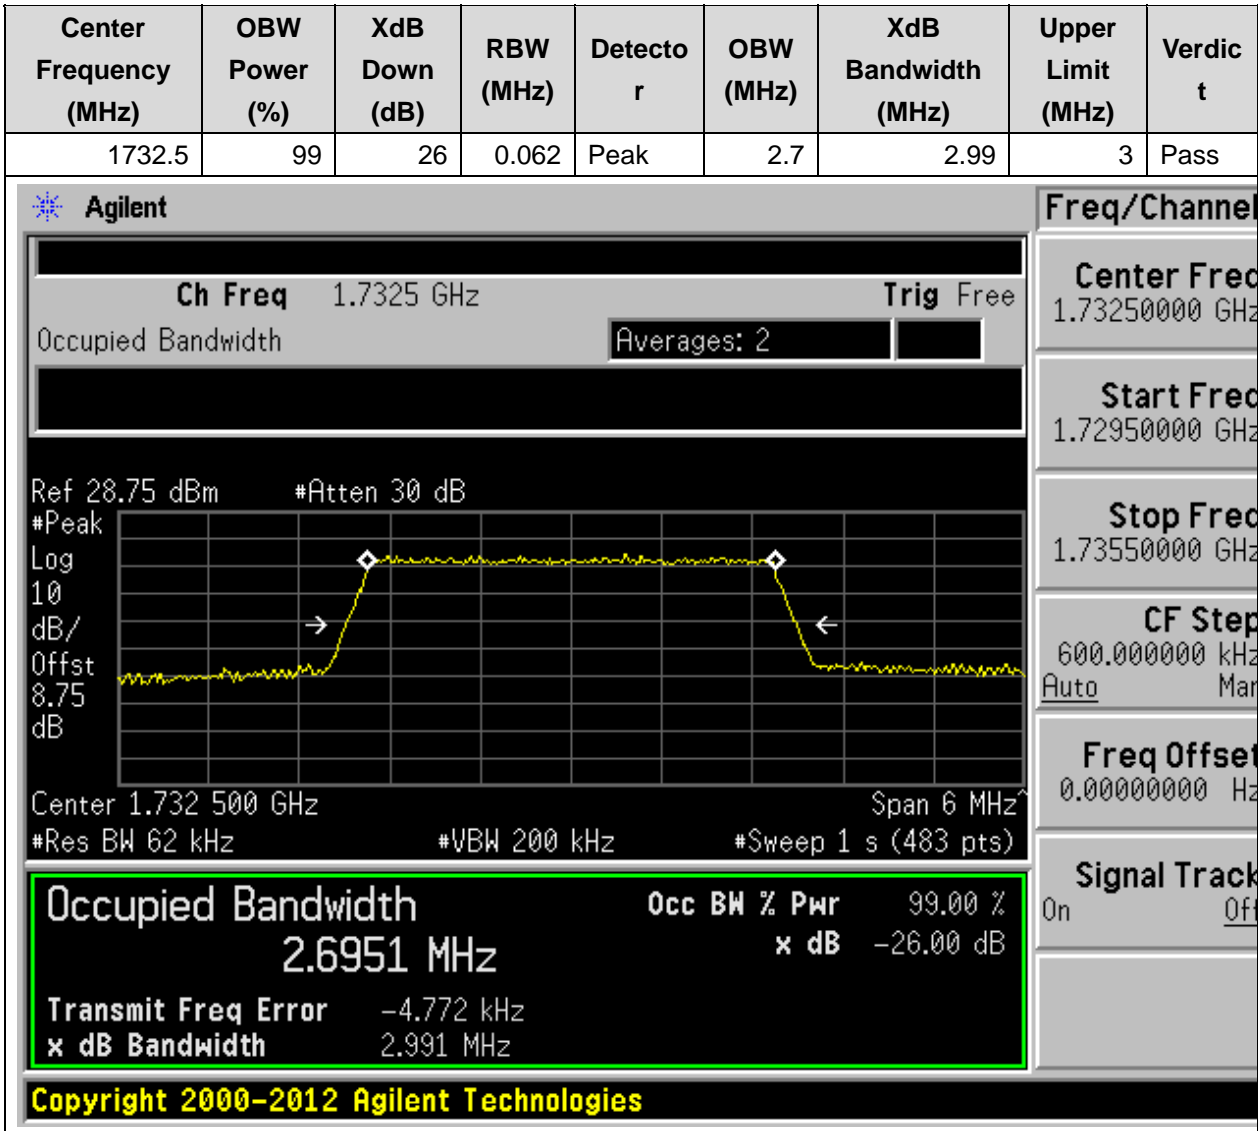 Center Frequency (MHz) OBW Power (%) XdB Down (dB) RBW (MHz) Detecto r OBW (MHz) XdB Bandwidth (MHz) Upper Limit (MHz) Verdic t
1732.5 99 26 0.062 Peak 2.7 2.99 3 Pass
Agilent
Freq/Channel
Ch Freq 1.7325 GHz Trig Free
Occupied Bandwidth Averages: 2
Center Freq
1.73250000 GHz
Start Freq
1.72950000 GHz
Stop Freq
1.73550000 GHz
CF Step
600.000000 kHz
Auto Man
Freq Offset
0.00000000 Hz
Signal Track
On Off
Ref 28.75 dBm #Atten 30 dB
#Peak
Log
10
dB/
Offst
8.75
dB
Center 1.732 500 GHz Span 6 MHz^
#Res BW 62 kHz #VBW 200 kHz #Sweep 1 s (483 pts)
Occupied Bandwidth
2.6951 MHz
Occ BW % Pwr 99.00 %
x dB -26.00 dB
Transmit Freq Error -4.772 kHz
x dB Bandwidth 2.991 MHz
Copyright 2000-2012 Agilent Technologies